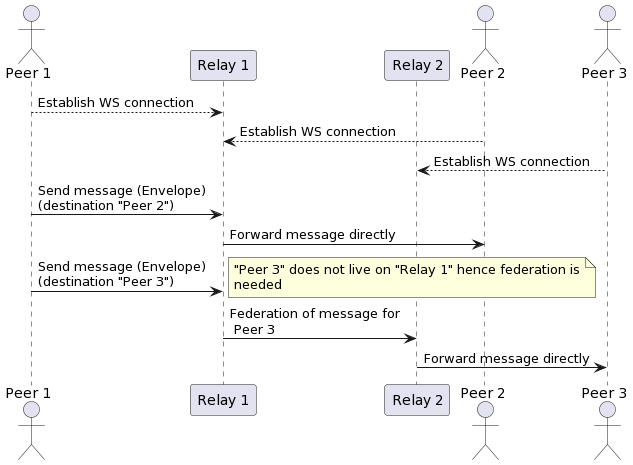 Peer 1
Relay 1
Relay 2
Peer 2
Peer 3
Establish WS connection
Establish WS connection
Establish WS connection
Send message (Envelope)
(destination "Peer 2")
Forward message directly
Send message (Envelope)
(destination "Peer 3")
"Peer 3" does not live on "Relay 1" hence federation is
needed
Federation of message for
Peer 3
Forward message directly
Peer 1
Relay 1
Relay 2
Peer 2
Peer 3